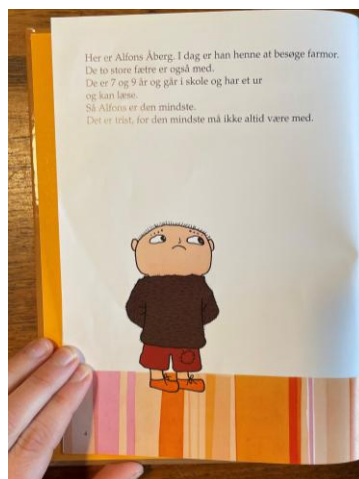 Her er Alfons Åberg. I dag er han henne at besøge farmor.
De to store fætre er også med.
De er 7 og 9 år og går i skole og har et ur
og kan læse.
Så Alfons er den mindste.
Det er trist, for den mindste må ikke altid være med.